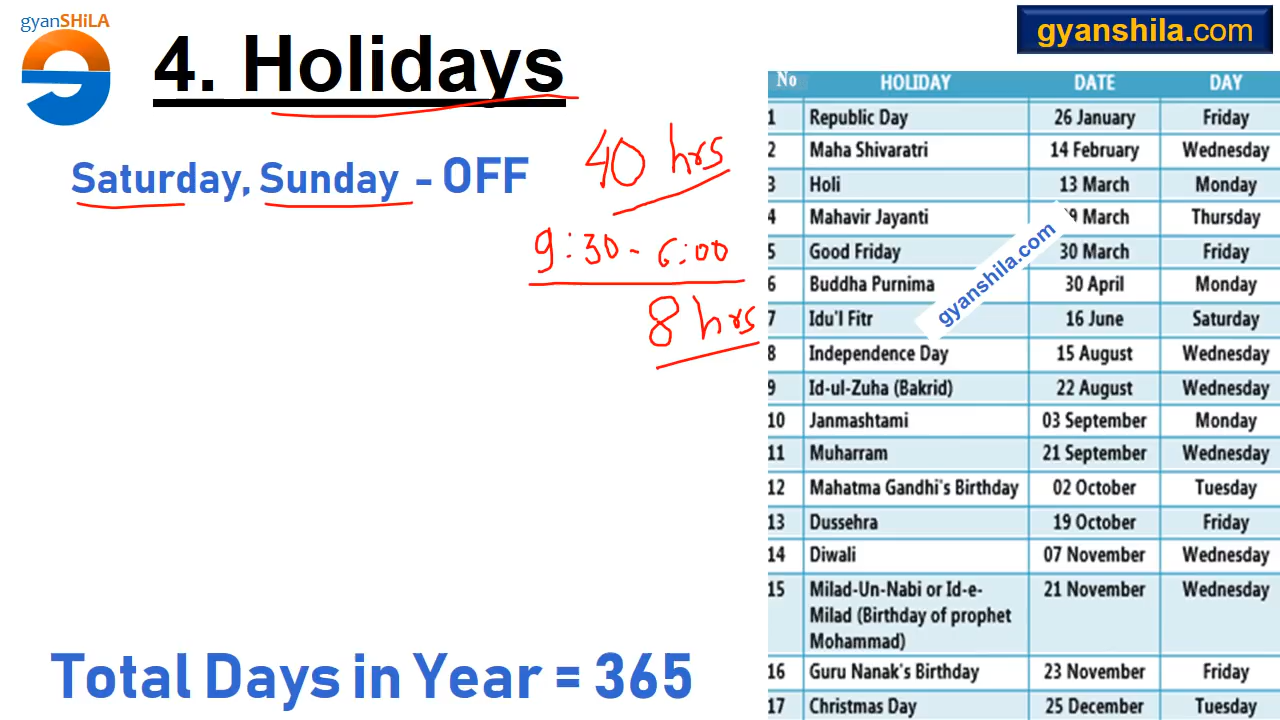 gyanSHiLA
4. Holidays
gyanshila.com
Saturday, Sunday - OFF
40 hrs
9:30 - 6:00
8 hrs
No HOLIDAY DATE DAY
1 Republic Day 26 January Friday
2 Maha Shivaratri 14 February Wednesday
3 Holi 13 March Monday
4 Mahavir Jayanti March Thursday
5 Good Friday 30 March Friday
6 Buddha Purnima 30 April Monday
7 Idu'l Fitr 16 June Saturday
8 Independence Day 15 August Wednesday
9 Id-ul-Zuha (Bakrid) 22 August Wednesday
10 Janmashtami 03 September Monday
11 Muharram 21 September Wednesday
12 Mahatma Gandhi's Birthday 02 October Tuesday
13 Dussehra 19 October Friday
14 Diwali 07 November Wednesday
15 Milad-Un-Nabi or Id-e- 21 November Wednesday
Milad (Birthday of prophet
Mohammad)
16 Guru Nanak's Birthday 23 November Friday
17 Christmas Day 25 December Tuesday
gyanshila.com
Total Days in Year = 365